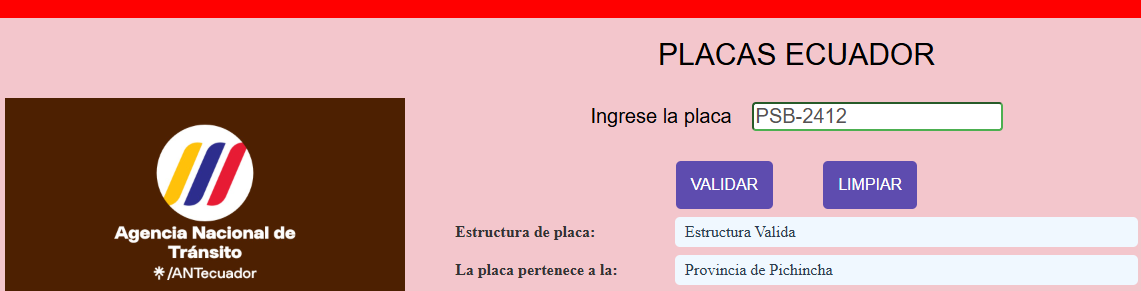 PLACAS ECUADOR
Ingrese la placa PSB-2412
VALIDAR LIMPIAR
Agencia Nacional de
Tránsito
/ANTecuador
Estructura de placa: Estructura Valida
La placa pertenece a la: Provincia de Pichincha